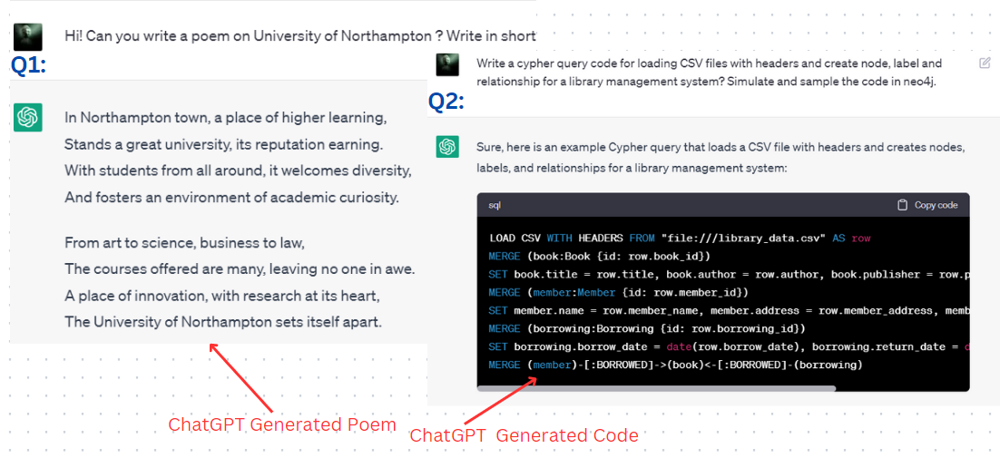 Hi! Can you write a poem on University of Northampton ? Write in short
Q1:
In Northampton town, a place of higher learning,
Stands a great university, its reputation earning.
With students from all around, it welcomes diversity,
And fosters an environment of academic curiosity.
From art to science, business to law,
The courses offered are many, leaving no one in awe.
A place of innovation, with research at its heart,
The University of Northampton sets itself apart.
ChatGPT Generated Poem
Write a cypher query code for loading CSV files with headers and create node, label and
relationship for a library management system? Simulate and sample the code in neo4j.
Q2:
Sure, here is an example Cypher query that loads a CSV file with headers and creates nodes,
labels, and relationships for a library management system:
sql Copy code
LOAD CSV WITH HEADERS FROM "file:///library_data.csv" AS row
MERGE (book:Book {id: row.book_id})
SET book.title = row.title, book.author = row.author, book.publisher = row.p
MERGE (member:Member {id: row.member_id})
SET member.name = row.member_name, member.address = row.member_address, memb
MERGE (borrowing:Borrowing {id: row.borrowing_id})
SET borrowing.borrow_date = date(row.borrow_date), borrowing.return_date = d
MERGE (member)-[:BORROWED]->(book)<-[:BORROWED]-(borrowing)
ChatGPT Generated Code